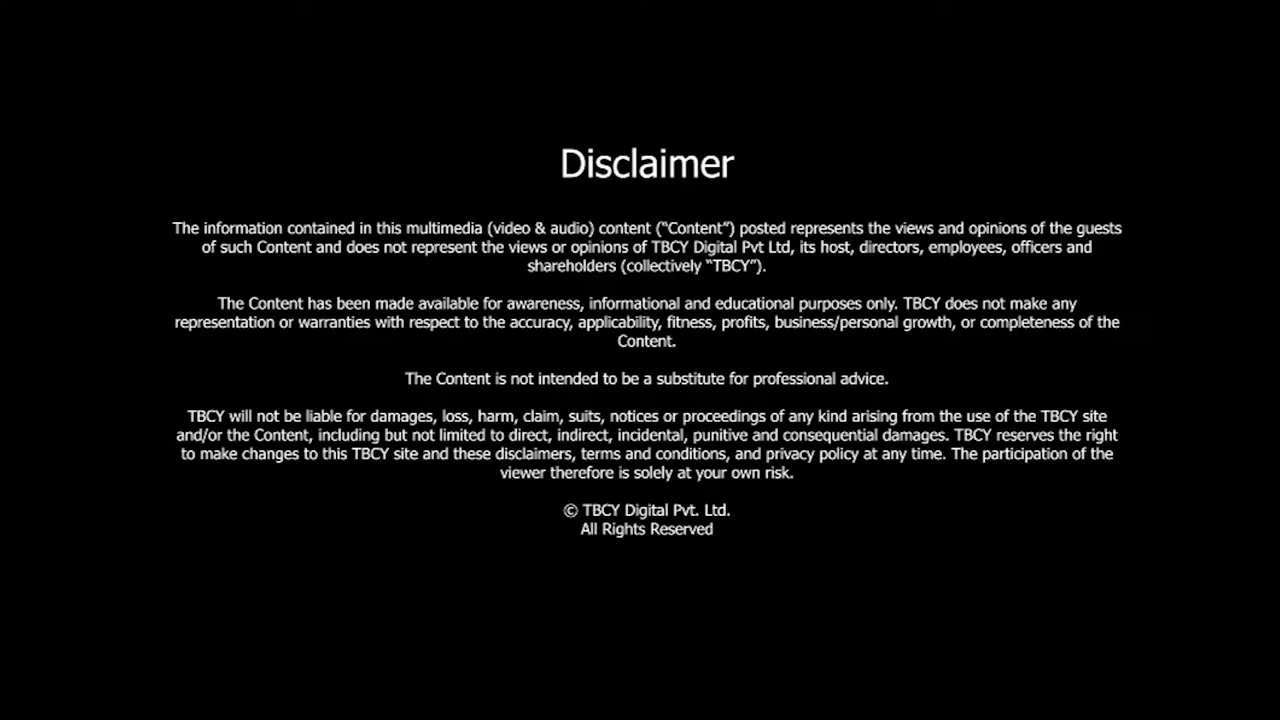 Disclaimer
The information contained in this multimedia (video & audio) content (“Content”) posted represents the views and opinions of the guests
of such Content and does not represent the views or opinions of TBCY Digital Pvt Ltd, its host, directors, employees, officers and
shareholders (collectively “TBCY”).
The Content has been made available for awareness, informational and educational purposes only. TBCY does not make any
representation or warranties with respect to the accuracy, applicability, fitness, profits, business/personal growth, or completeness of the
Content.
The Content is not intended to be a substitute for professional advice.
TBCY will not be liable for damages, loss, harm, claim, suits, notices or proceedings of any kind arising from the use of the TBCY site
and/or the Content, including but not limited to direct, indirect, incidental, punitive and consequential damages. TBCY reserves the right
to make changes to this TBCY site and these disclaimers, terms and conditions, and privacy policy at any time. The participation of the
viewer therefore is solely at your own risk.
© TBCY Digital Pvt. Ltd.
All Rights Reserved